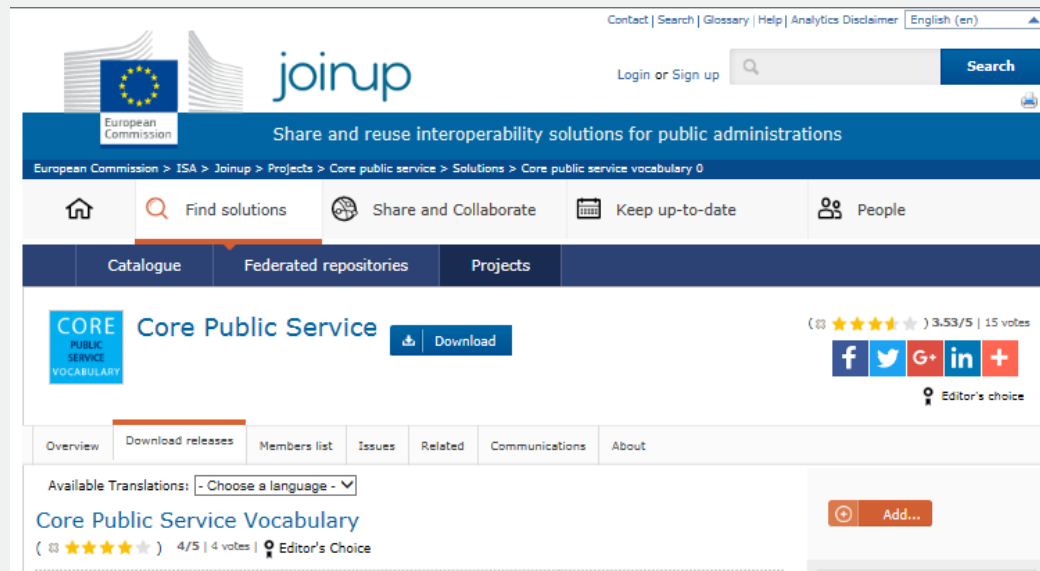 Contact | Search | Glossary | Help | Analytics Disclaimer English (en)
joinup
Login or Sign up
Search
European
Commission
Share and reuse interoperability solutions for public administrations
European Commission > ISA > Joinup > Projects > Core public service > Solutions > Core public service vocabulary 0
Find solutions
Share and Collaborate
Keep up-to-date
People
Catalogue
Federated repositories
Projects
CORE
PUBLIC
SERVICE
VOCABULARY
Core Public Service
Download
( ) 3.53/5 | 15 votes
f G+ in +
Editor's choice
Overview
Download releases
Members list
Issues
Related
Communications
About
Available Translations: - Choose a language -
Add...
Core Public Service Vocabulary
( ) 4/5 | 4 votes | Editor's Choice